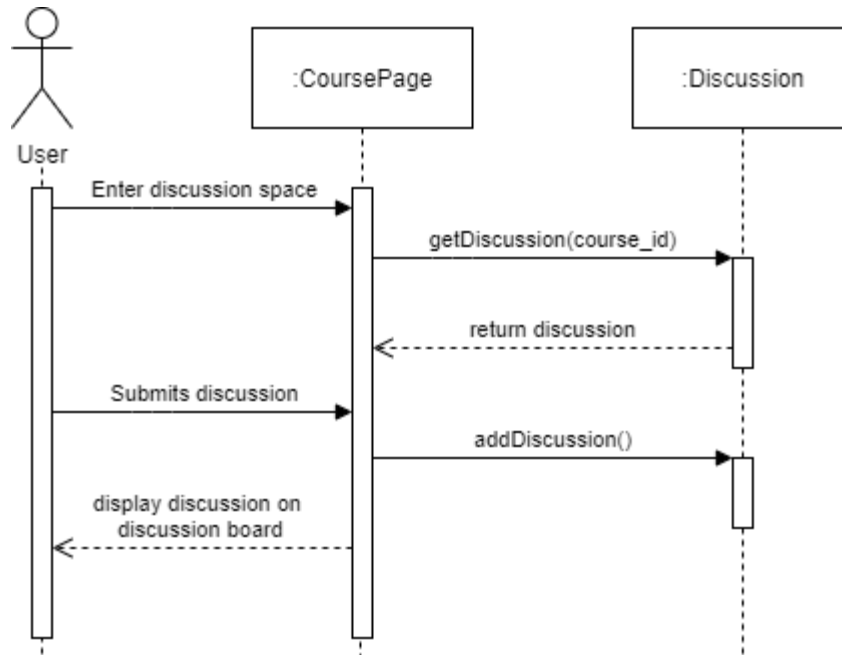 :CoursePage
:Discussion
User
Enter discussion space
getDiscussion(course_id)
return discussion
Submits discussion
addDiscussion()
display discussion on
discussion board